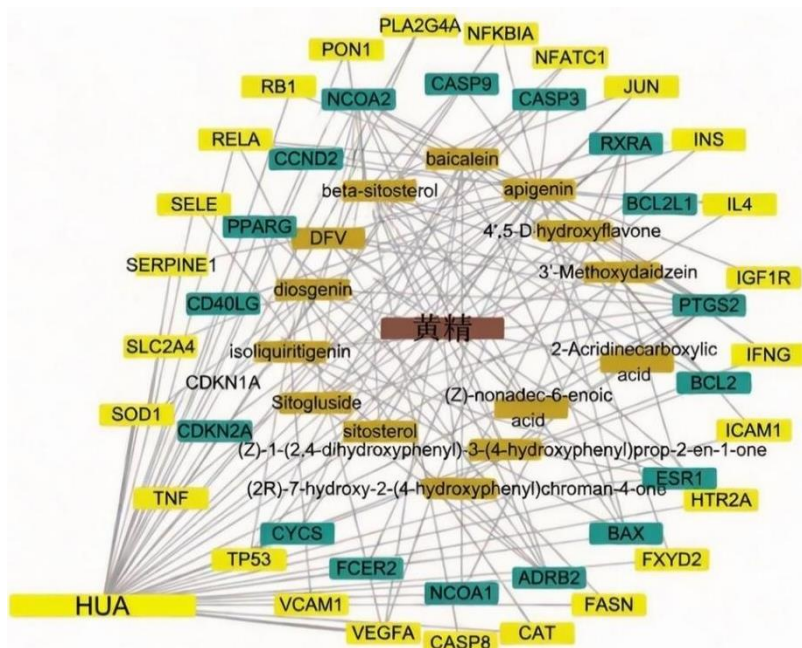 PLA2G4A
NFKBIA
PON1
NFATC1
RB1
NCOA2
CASP9
CASP3
JUN
RELA
CCND2
baicalein
RXRA
INS
beta-sitosterol
apigenin
SELE
PPARG
DFV
4',5-D hydroxyflavone
BCL2L1
IL4
SERPINE1
diosgenin
3'-Methoxydaidzein
IGF1R
CD40LG
黄精
PTGS2
SLC2A4
isoliquiritigenin
2-Acridinecarboxylic
acid
IFNG
CDKN1A
BCL2
SOD1
Sitogluside
(Z)-nonadec-6-enoic
acid
CDKN2A
sitosterol
ICAM1
(Z)-1-(2,4-dihydroxyphenyl)-3-(4-hydroxyphenyl)prop-2-en-1-one
ESR1
TNF
(2R)-7-hydroxy-2-(4-hydroxyphenyl)chroman-4-one
HTR2A
CYCS
BAX
TP53
FCER2
ADRB2
FXYD2
HUA
VCAM1
NCOA1
FASN
VEGFA
CASP8
CAT